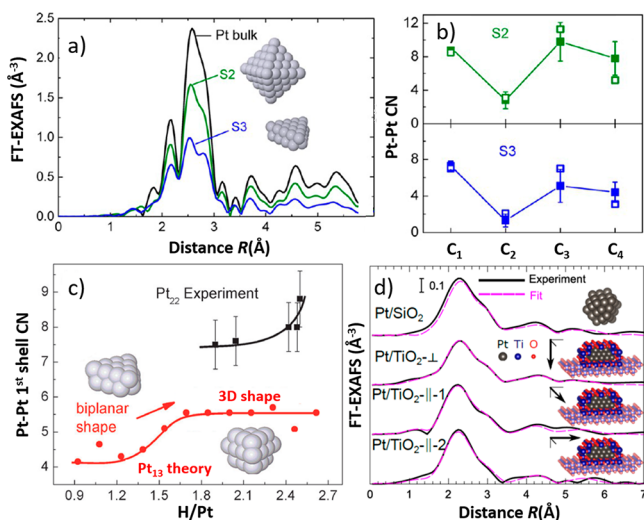 a)
Pt bulk
S2
S3
FT-EXAFS (Å-3)
2.5
2.0
1.5
1.0
0.5
0.0
0 1 2 3 4 5
Distance R(Å)
b)
S2
S3
Pt-Pt CN
12
8
4
0
12
8
4
0
C1 C2 C3 C4
c)
Pt22 Experiment
Pt-Pt 1st shell CN
9
8
7
6
5
4
biplanar
shape
3D shape
Pt13 theory
0.9 1.2 1.5 1.8 2.1 2.4 2.7
H/Pt
d)
0.1
Experiment
Fit
Pt/SiO2
Pt Ti O
Pt/TiO2-⊥
Pt/TiO2-||-1
Pt/TiO2-||-2
FT-EXAFS (Å-3)
0 1 2 3 4 5 6 7
Distance R(Å)